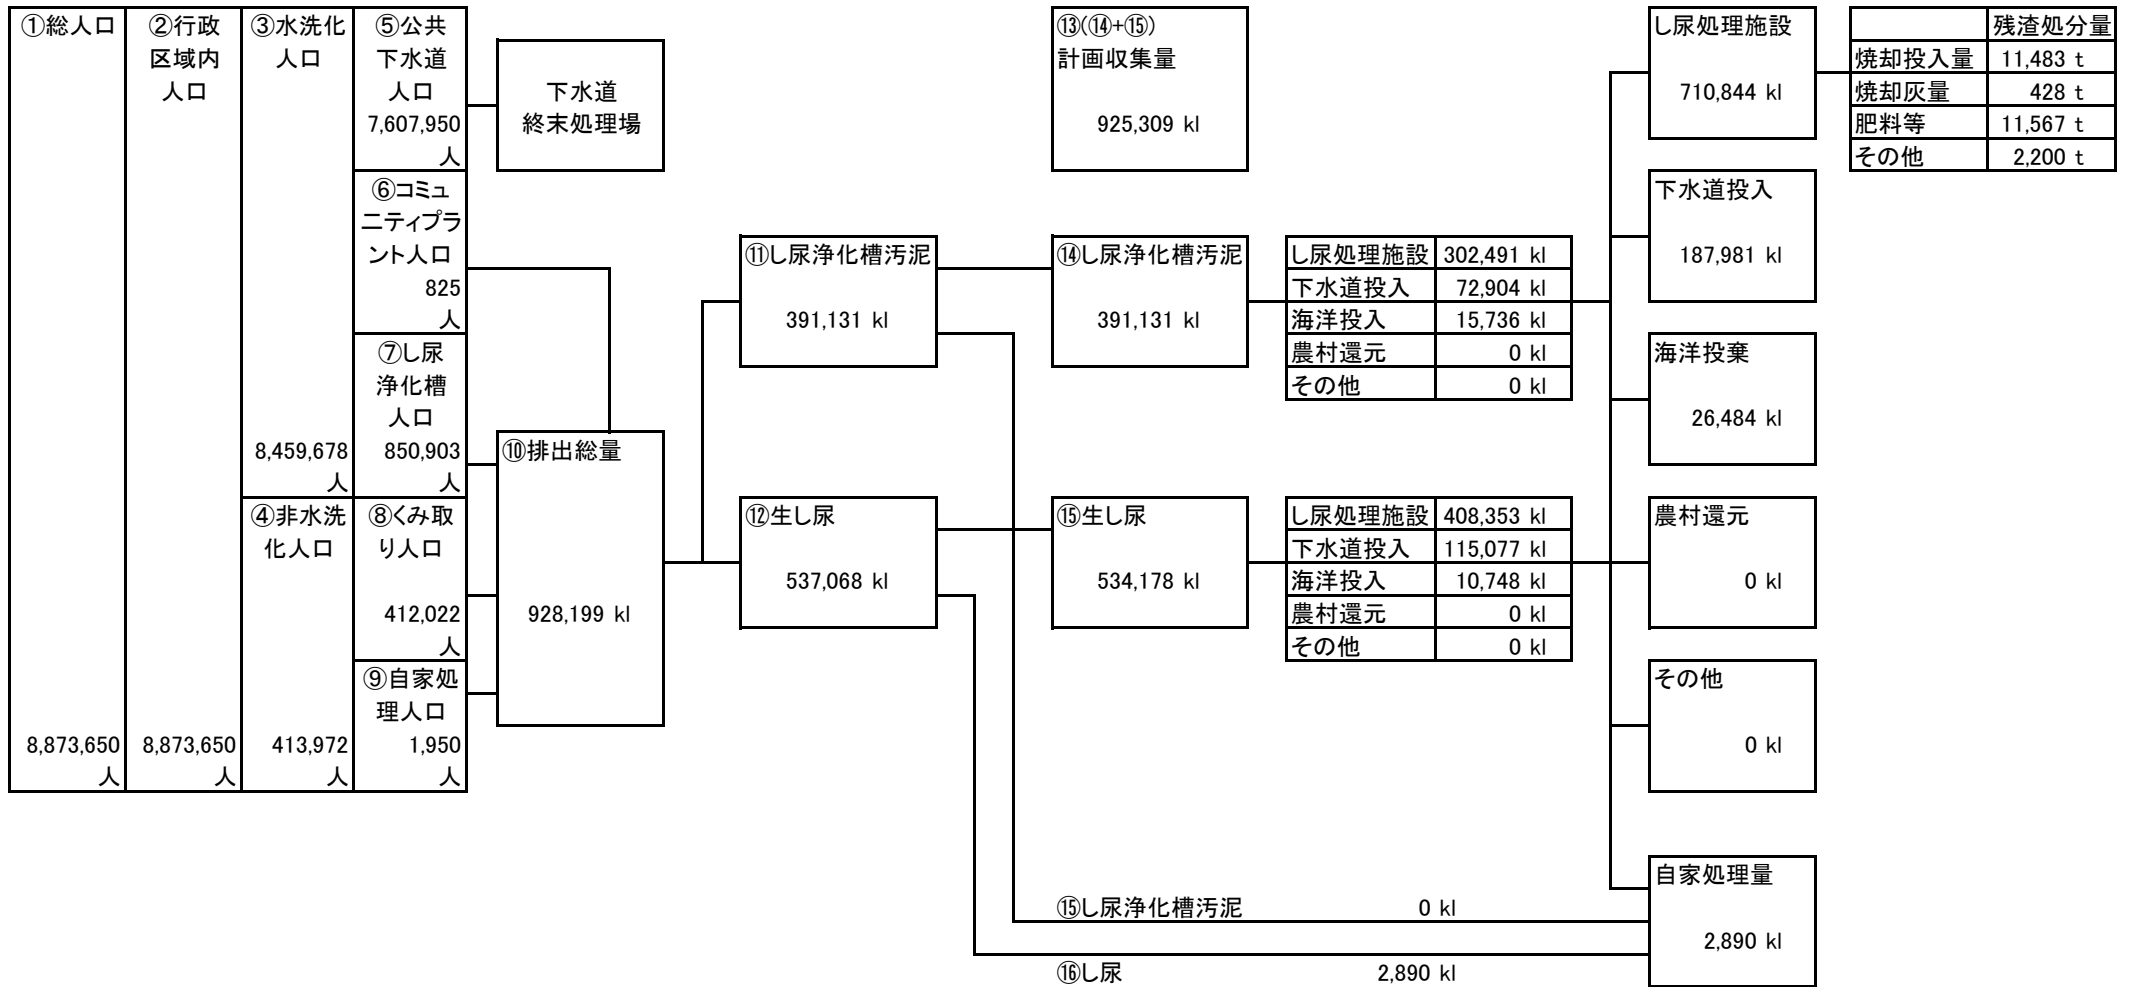 ①総人口
8,873,650
人
②行政
区域内
人口
8,873,650
人
③水洗化
人口
8,459,678
人
④非水洗
化人口
413,972
人
⑤公共
下水道
人口
7,607,950
人
⑥コミュ
ニティプラ
ント人口
825
人
⑦し尿
浄化槽
人口
850,903
人
⑧くみ取
り人口
412,022
人
⑨自家処
理人口
1,950
人
下水道
終末処理場
⑩排出総量
928,199 kl
⑪し尿浄化槽汚泥
391,131 kl
⑫生し尿
537,068 kl
⑬(⑭+⑮)
計画収集量
925,309 kl
⑭し尿浄化槽汚泥
391,131 kl
し尿処理施設 302,491 kl
下水道投入 72,904 kl
海洋投入 15,736 kl
農村還元 0 kl
その他 0 kl
⑮生し尿
534,178 kl
し尿処理施設 408,353 kl
下水道投入 115,077 kl
海洋投入 10,748 kl
農村還元 0 kl
その他 0 kl
⑮し尿浄化槽汚泥 0 kl
⑯し尿 2,890 kl
し尿処理施設
710,844 kl
下水道投入
187,981 kl
海洋投棄
26,484 kl
農村還元
0 kl
その他
0 kl
自家処理量
2,890 kl
残渣処分量
焼却投入量 11,483 t
焼却灰量 428 t
肥料等 11,567 t
その他 2,200 t